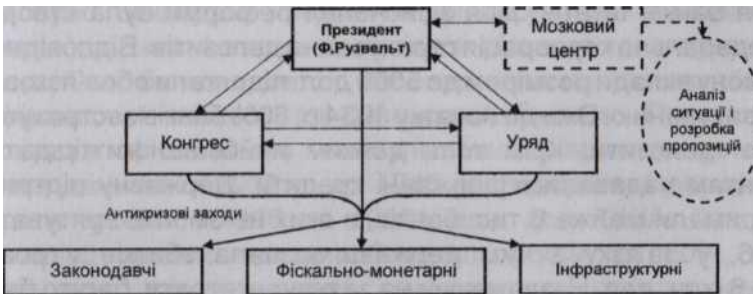 Президент
(Ф.Рузвельт)
Мозковий
центр
Аналіз
ситуації і
розробка
пропозицій
Конгрес
Уряд
Антикризові заходи
Законодавчі
Фіскально-монетарні
Інфраструктурні